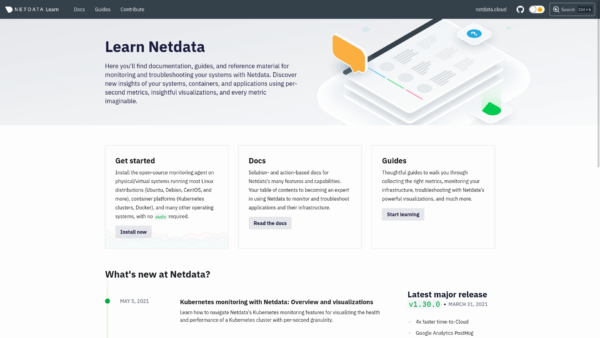 NETDATA Learn Docs Guides Contribute netdata.cloud Search Ctrl + K
Learn Netdata
Here you'll find documentation, guides, and reference material for
monitoring and troubleshooting your systems with Netdata. Discover
new insights of your systems, containers, and applications using per-
second metrics, insightful visualizations, and every metric
imaginable.
Get started
Install the open-source monitoring agent on
physical/virtual systems running most Linux
distributions (Ubuntu, Debian, CentOS, and
more), container platforms (Kubernetes
clusters, Docker), and many other operating
systems, with no sudo required.
Install now
Docs
Solution- and action-based docs for
Netdata's many features and capabilities.
Your table of contents to becoming an expert
in using Netdata to monitor and troubleshoot
applications and their infrastructure.
Read the docs
Guides
Thoughtful guides to walk you through
collecting the right metrics, monitoring your
infrastructure, troubleshooting with Netdata's
powerful visualizations, and much more.
Start learning
What's new at Netdata?
MAY 5, 2021
Kubernetes monitoring with Netdata: Overview and visualizations
Learn how to navigate Netdata's Kubernetes monitoring features for visualizing the health
and performance of a Kubernetes cluster with per-second granularity.
Latest major release
v1.30.0 • MARCH 31, 2021
4x faster time-to-Cloud
Google Analytics PostHog